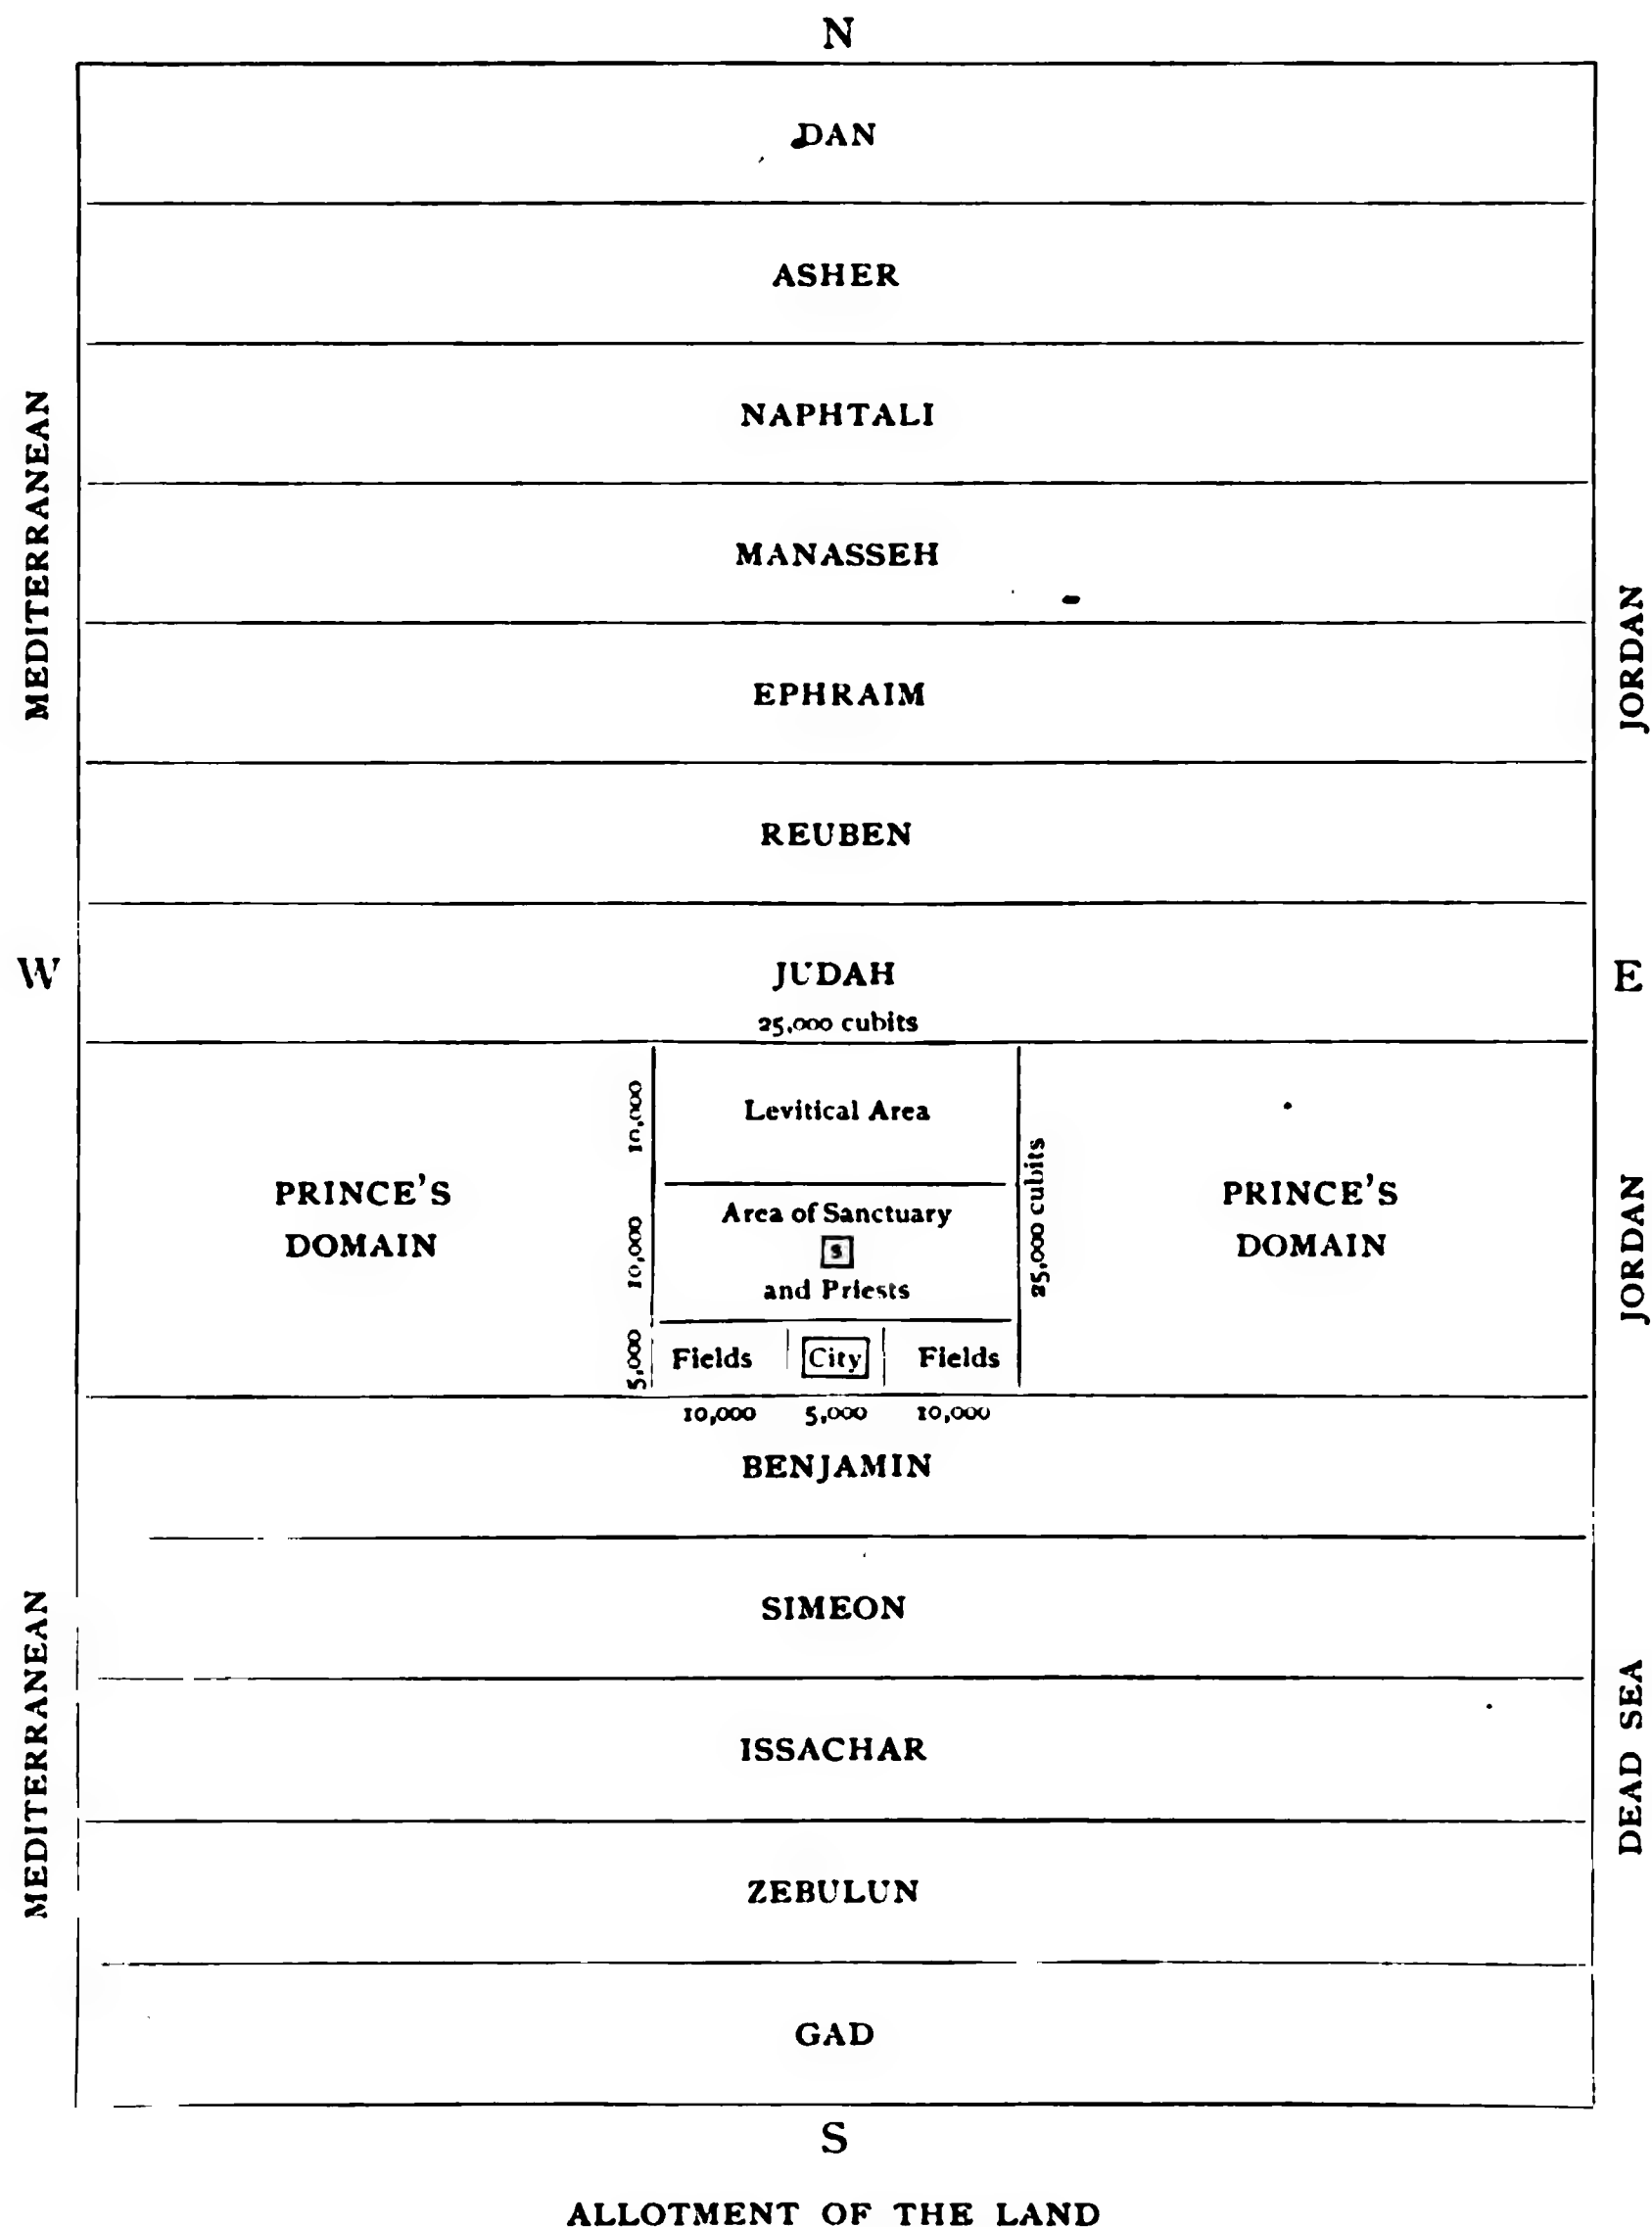 N
DAN
ASHER
NAPHTALI
MEDITERRANEAN
MANASSEH
EPHRAIM
JORDAN
REUBEN
W
JUDAH
E
25,000 cubits
10,000
Levitical Area
PRINCE'S
DOMAIN
10,000
Area of Sanctuary
S
and Priests
25,000 cubits
PRINCE'S
DOMAIN
JORDAN
5,000
Fields
City
Fields
10,000 5,000 10,000
BENJAMIN
SIMEON
MEDITERRANEAN
ISSACHAR
DEAD SEA
ZEBULUN
GAD
S
ALLOTMENT OF THE LAND